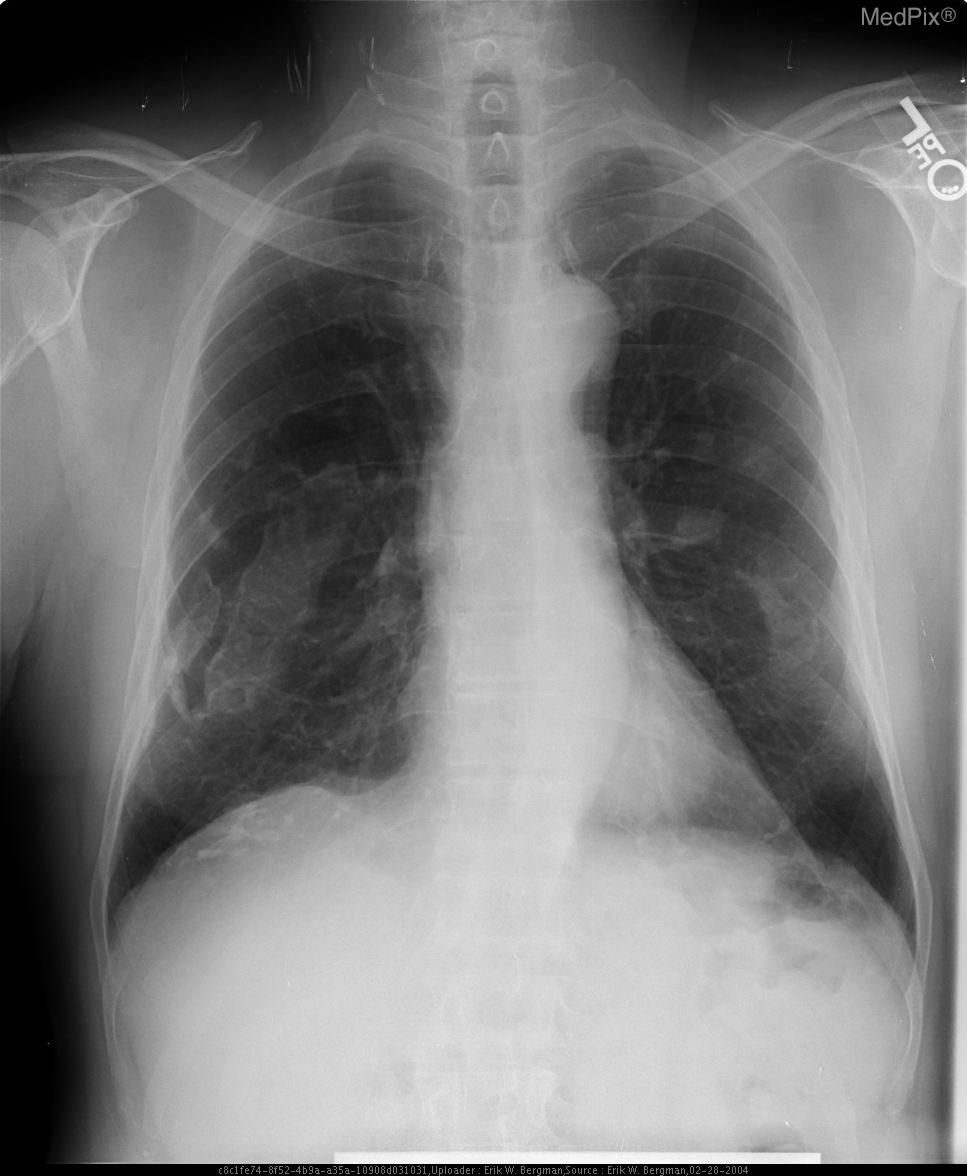 MedPix®
L
c8c1fe74-8f52-4b9a-a35a-10908d031031,Uploader : Erik W. Bergman,Source : Erik W. Bergman,02-28-2004